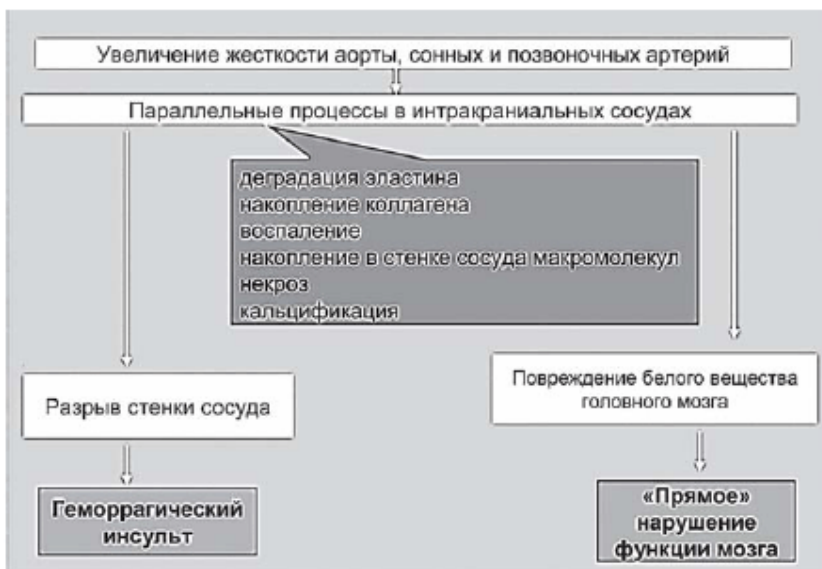 Увеличение жесткости аорты, сонных и позвоночных артерий
Параллельные процессы в интракраниальных сосудах
деградация эластина
накопление коллагена
воспаление
накопление в стенке сосуда макромолекул
некроз
кальцификация
Разрыв стенки сосуда
Геморрагический
инсульт
Повреждение белого вещества
головного мозга
«Прямое»
нарушение
функции мозга